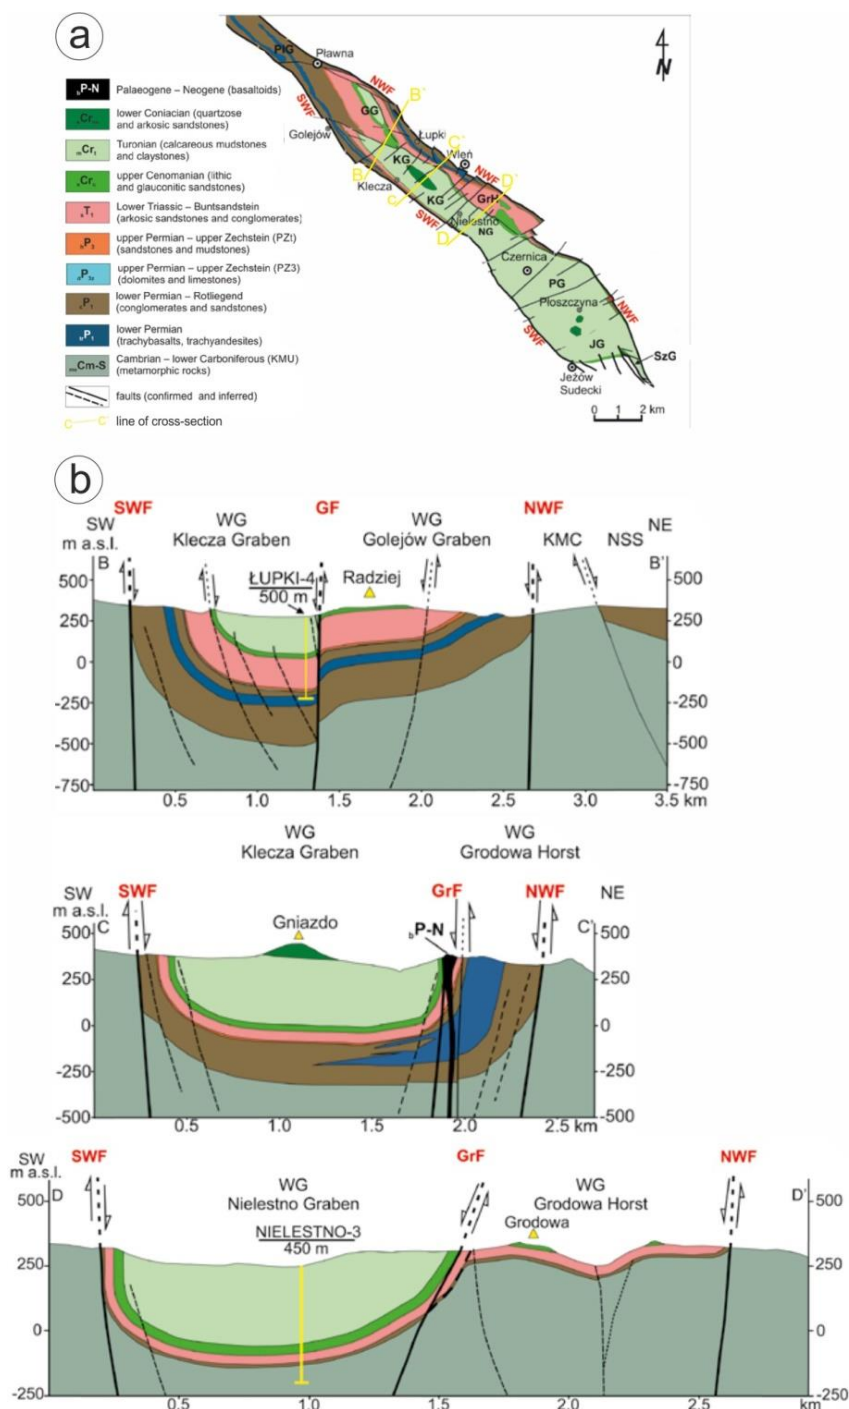 a
N
PlG
Pławna
NWF
SWF
Golejów
GG
B'
Łupki
C'
Wleń
KG
B
Klecza
C
NWF
D'
KG
GrH
SWF
Nielestno
NG
D
Czernica
PG
Płoszczyna
NWF
SWF
JG
SzG
Jeżów
Sudecki
0 1 2 km
bP-N Palaeogene – Neogene (basaltoids)
lower Coniacian (quartzose
and arkosic sandstones)
mCrt Turonian (calcareous mudstones
and claystones)
upper Cenomanian (lithic
and glauconitic sandstones)
sT1 Lower Triassic – Buntsandstein
(arkosic sandstones and conglomerates)
upper Permian – upper Zechstein (PZt)
(sandstones and mudstones)
upper Permian – upper Zechstein (PZ3)
(dolomites and limestones)
lower Permian – Rotliegend
(conglomerates and sandstones)
lower Permian
(trachybasalts, trachyandesites)
Cm-S Cambrian – lower Carboniferous (KMU)
(metamorphic rocks)
faults (confirmed and inferred)
C C' line of cross-section
b
SWF GF NWF
SW WG WG NE
m a.s.l. Klecza Graben Golejów Graben KMC NSS
B ŁUPKI-4 Radziej B'
500 500 m 500
250 250
0 0
-250 -250
-500 -500
-750 -750
0.5 1.0 1.5 2.0 2.5 3.0 3.5 km
WG WG
Klecza Graben Grodowa Horst
SW SWF GrF NWF NE
m a.s.l. C Gniazdo bP-N C'
500 500
250 250
0 0
-250 -250
-500 -500
0.5 1.0 1.5 2.0 2.5 km
SW SWF GrF NWF
m a.s.l. WG WG
D Nielestno Graben Grodowa Horst D'
500 NIELESTNO-3 Grodowa 500
450 m
250 250
0 0
-250 -250
0.5 1.0 1.5 2.0 2.5 km